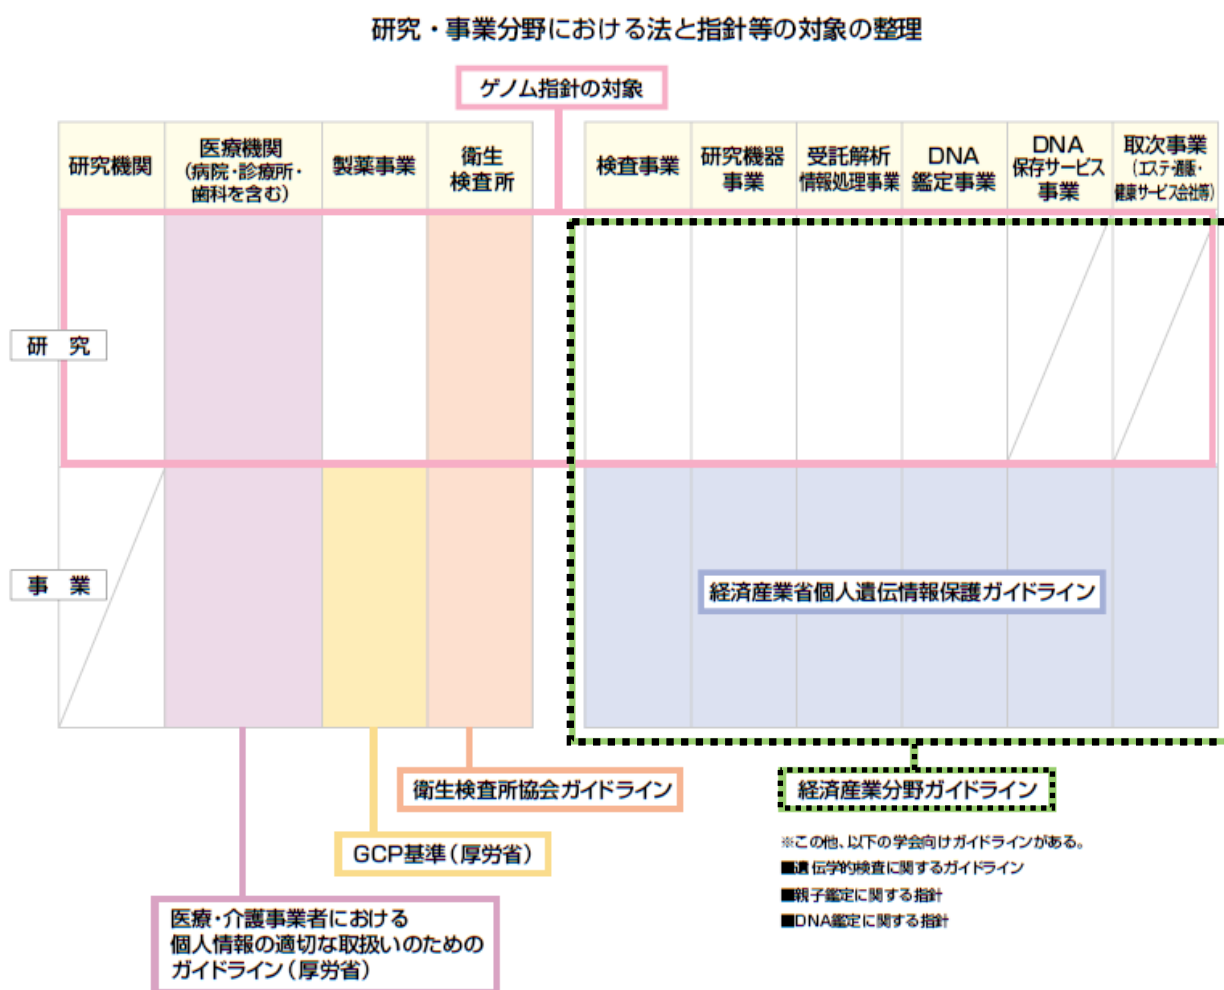 研究・事業分野における法と指針等の対象の整理
ゲノム指針の対象
研究機関
医療機関
(病院・診療所・
歯科を含む)
製薬事業
衛生
検査所
検査事業
研究機器
事業
受託解析
情報処理事業
DNA
鑑定事業
DNA
保存サービス
事業
取次事業
(エステ・通販・
健康サービス会社等)
研 究
事 業
経済産業省個人遺伝情報保護ガイドライン
衛生検査所協会ガイドライン
経済産業分野ガイドライン
GCP基準(厚労省)
医療・介護事業者における
個人情報の適切な取扱いのための
ガイドライン(厚労省)
※この他、以下の学会向けガイドラインがある。
■遺伝学的検査に関するガイドライン
■親子鑑定に関する指針
■DNA鑑定に関する指針